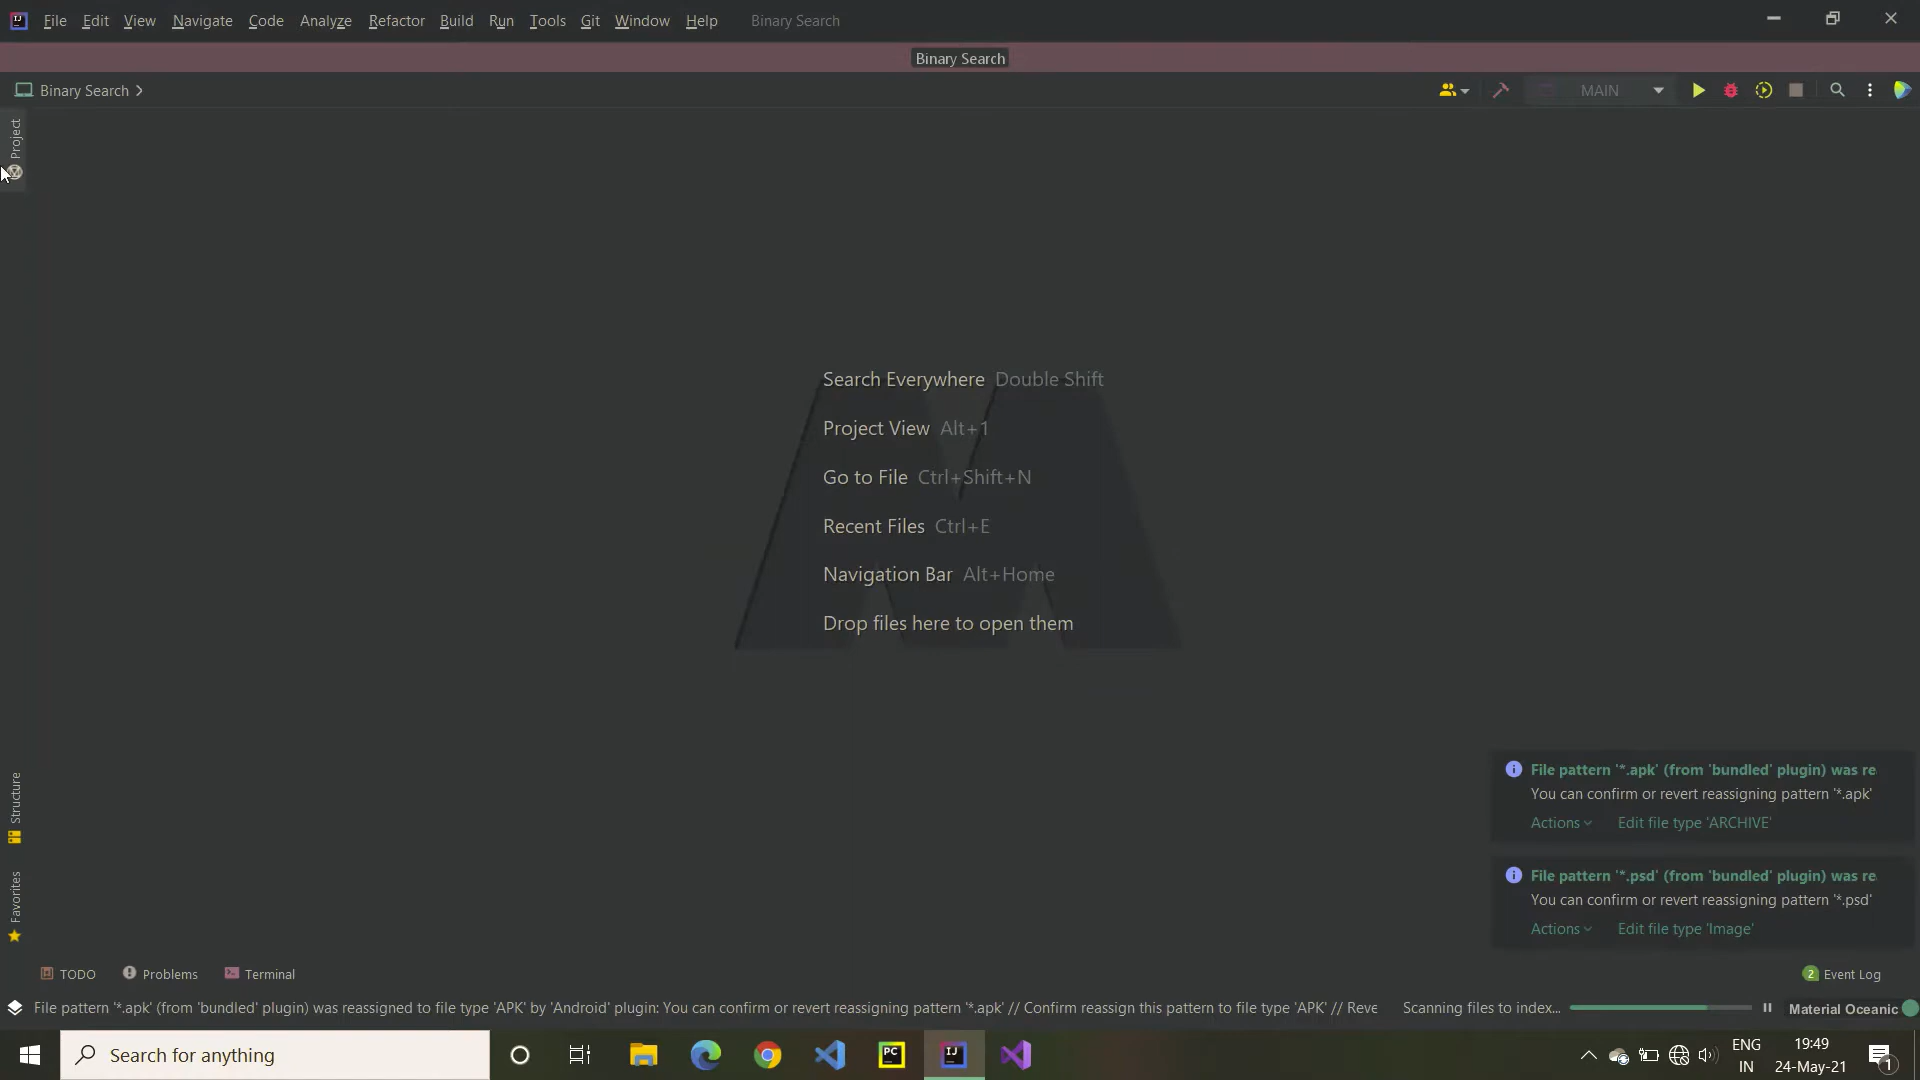 File Edit View Navigate Code Analyze Refactor Build Run Tools Git Window Help Binary Search
Binary Search
Binary Search
MAIN
Project
Search Everywhere Double Shift
Project View Alt+1
Go to File Ctrl+Shift+N
Recent Files Ctrl+E
Navigation Bar Alt+Home
Drop files here to open them
Structure
Favorites
File pattern '*.apk' (from 'bundled' plugin) was re
You can confirm or revert reassigning pattern '*.apk'
Actions Edit file type 'ARCHIVE'
File pattern '*.psd' (from 'bundled' plugin) was re
You can confirm or revert reassigning pattern '*.psd'
Actions Edit file type 'Image'
TODO Problems Terminal 2 Event Log
File pattern '*.apk' (from 'bundled' plugin) was reassigned to file type 'APK' by 'Android' plugin: You can confirm or revert reassigning pattern '*.apk' // Confirm reassign this pattern to file type 'APK' // Reve Scanning files to index... Material Oceanic
Search for anything
PC
IJ
ENG
IN
19:49
24-May-21
1